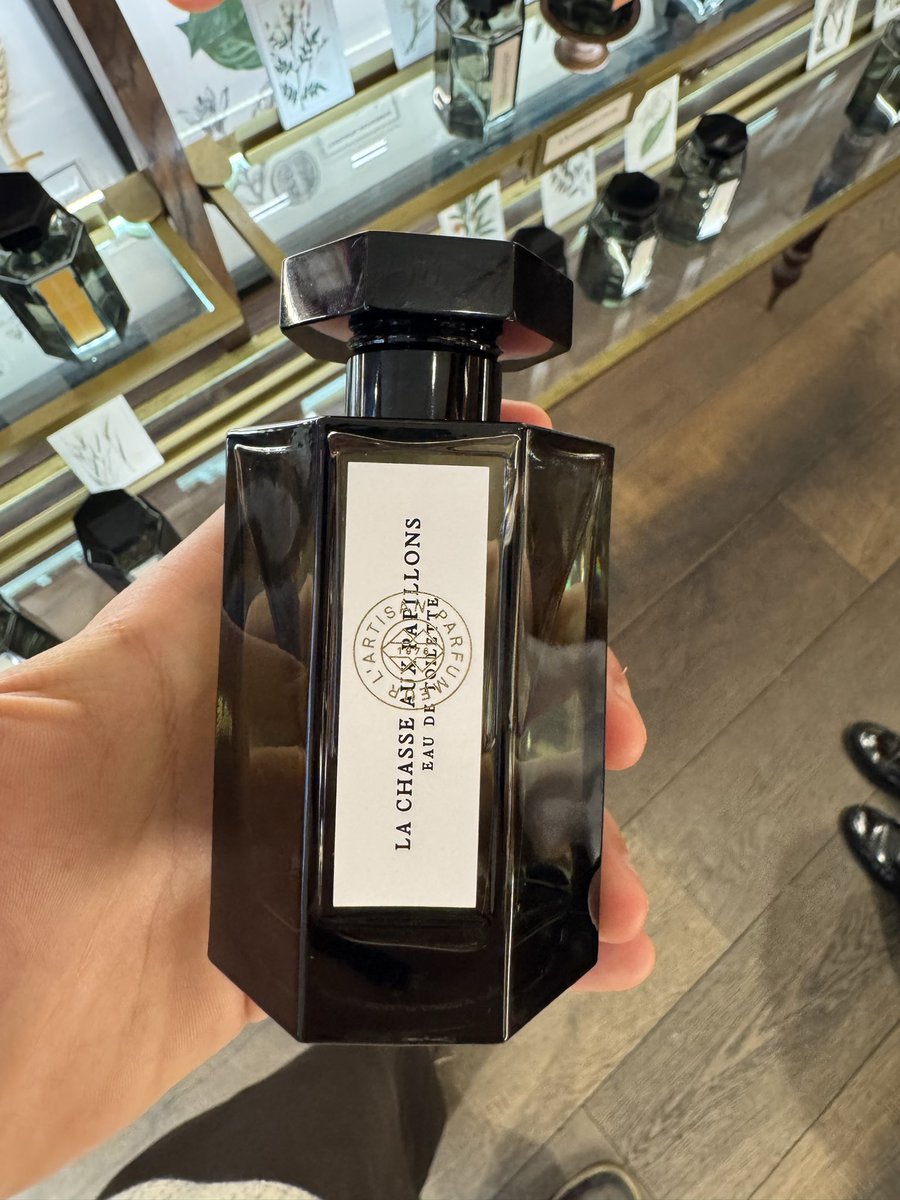 LA CHASSE AUX PAPILLONS
EAU DE TOILETTE
L'ARTISAN PARFUMEUR